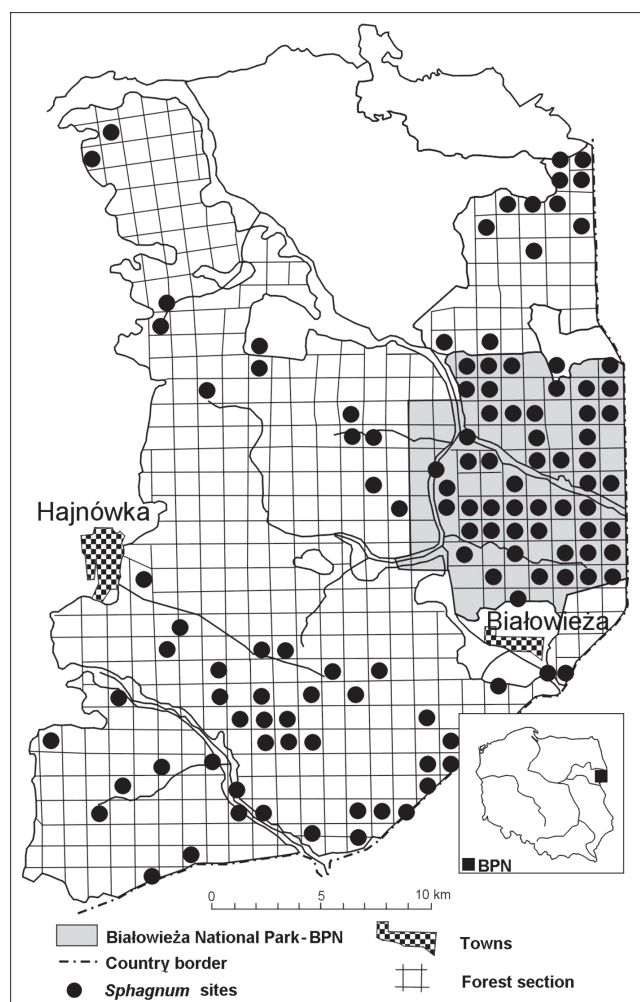 Hajnówka
Białowieża
BPN
0 5 10 km
Białowieża National Park-BPN
Country border
Sphagnum sites
Towns
Forest section